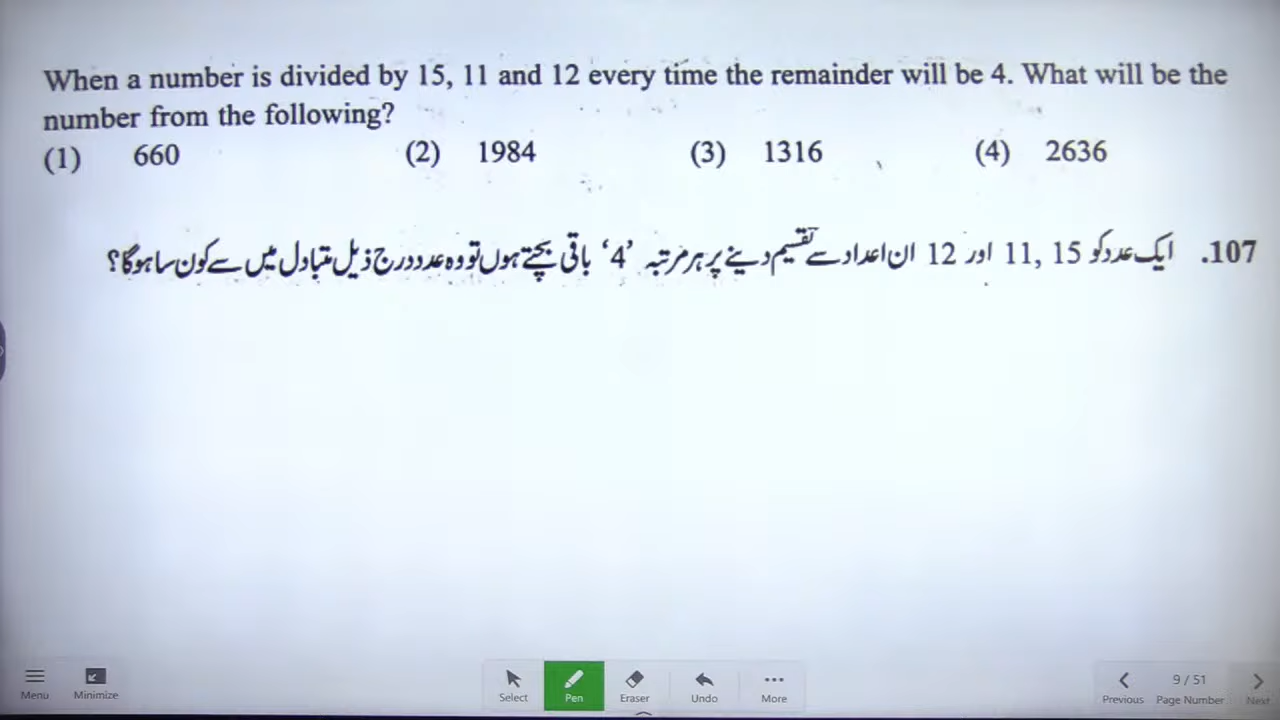 When a number is divided by 15, 11 and 12 every time the remainder will be 4. What will be the
number from the following?
(1) 660 (2) 1984 (3) 1316 (4) 2636
107. ایک عدد کو 15 ,11 اور 12 ان اعداد سے تقسیم دینے پر ہر مرتبہ ‘4’ باقی بچتے ہوں تو وہ عدد درج ذیل متبادل میں سے کون سا ہوگا؟
Menu Minimize Select Pen Eraser Undo More Previous 9 / 51 Page Number Next